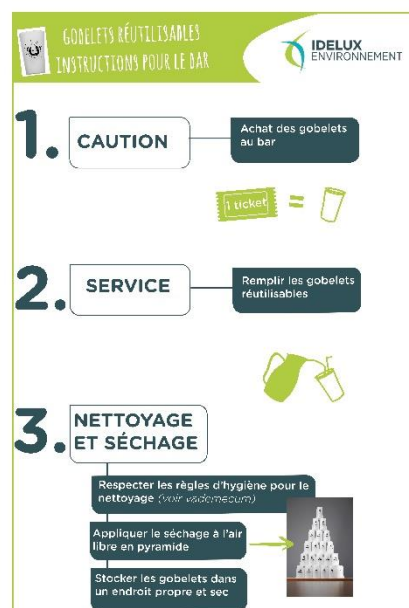 GOBELETS RÉUTILISABLES
INSTRUCTIONS POUR LE BAR
IDELUX
ENVIRONNEMENT
1.
CAUTION
Achat des gobelets
au bar
1 ticket
=
2.
SERVICE
Remplir les gobelets
réutilisables
3.
NETTOYAGE
ET SÉCHAGE
Respecter les règles d'hygiène pour le
nettoyage (voir vademecum)
Appliquer le séchage à l'air
libre en pyramide
Stocker les gobelets dans
un endroit propre et sec